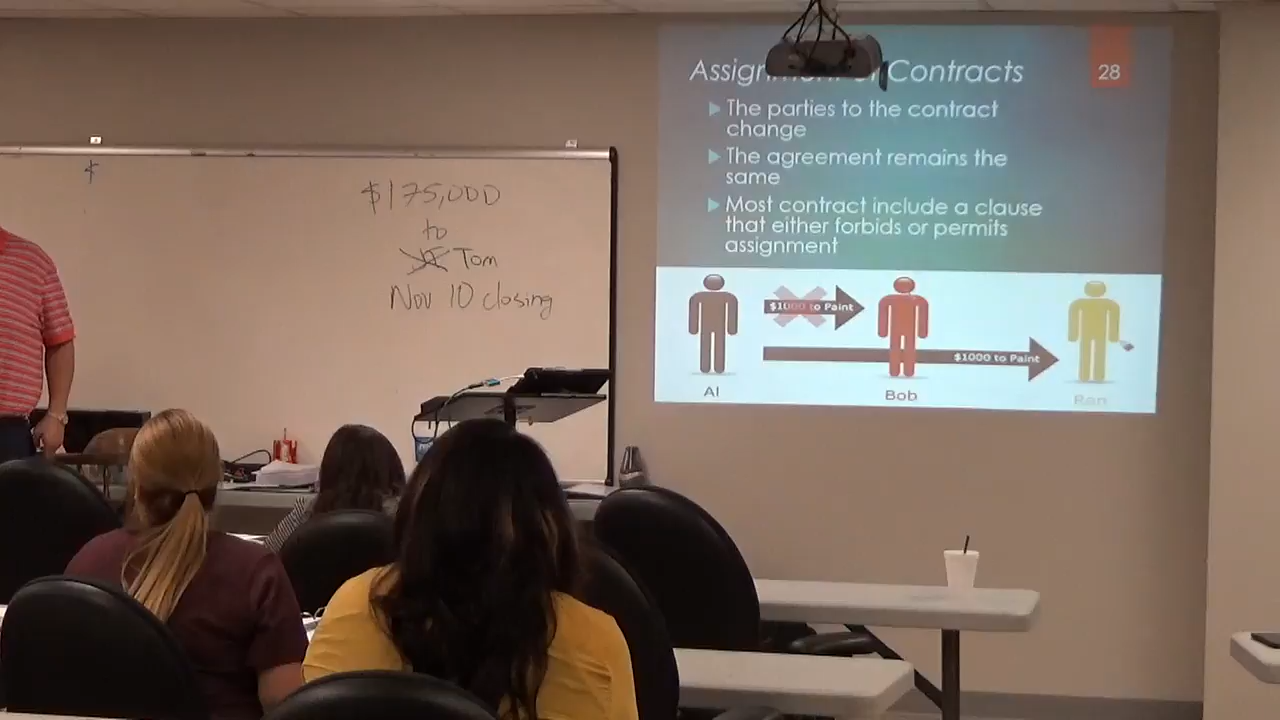 $
$175,000
to
Tom
Nov 10 closing
Contracts
28
The parties to the contract
change
The agreement remains the
same
Most contract include a clause
that either forbids or permits
assignment
$1000 to Paint
$1000 to Paint
Al
Bob
Ran